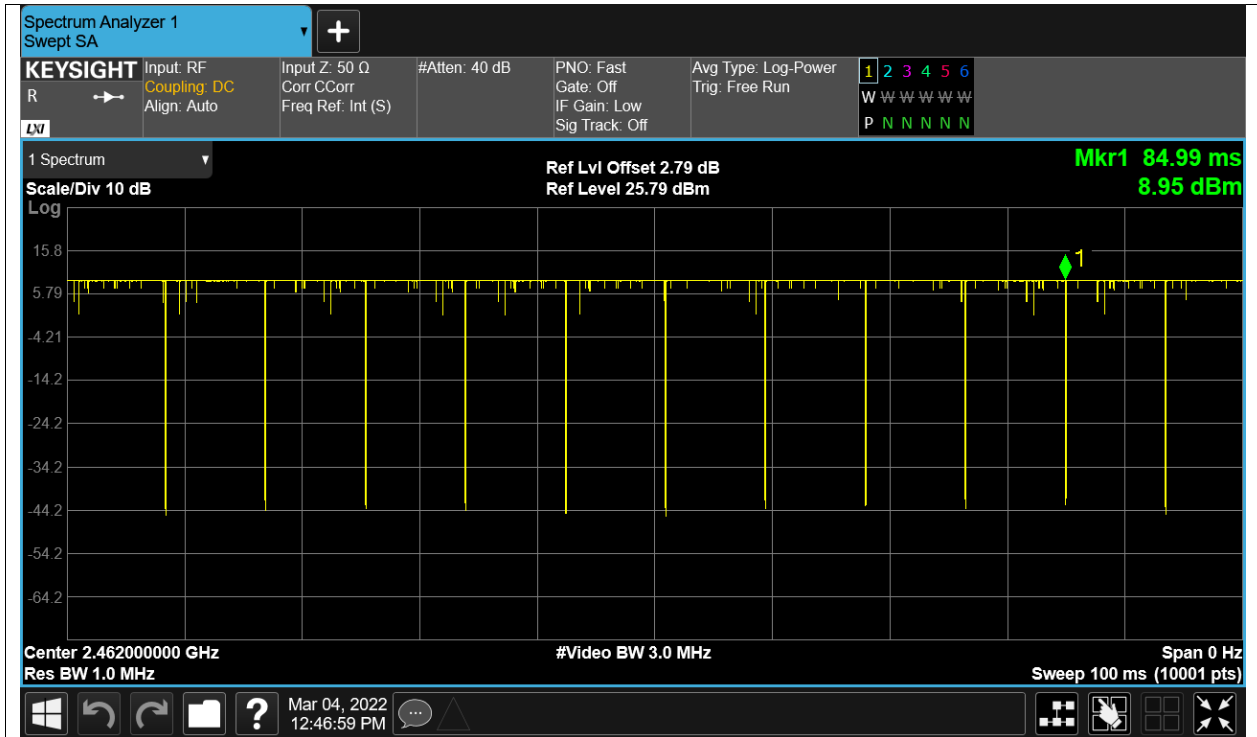 Spectrum Analyzer 1
Swept SA
KEYSIGHT
R
LXI
Input: RF
Coupling: DC
Align: Auto
Input Z: 50 Ω
Corr CCorr
Freq Ref: Int (S)
#Atten: 40 dB
PNO: Fast
Gate: Off
IF Gain: Low
Sig Track: Off
Avg Type: Log-Power
Trig: Free Run
1 2 3 4 5 6
W W W W W W
P N N N N N
1 Spectrum
Scale/Div 10 dB
Log
Ref Lvl Offset 2.79 dB
Ref Level 25.79 dBm
Mkr1 84.99 ms
8.95 dBm
15.8
1
5.79
-4.21
-14.2
-24.2
-34.2
-44.2
-54.2
-64.2
Center 2.462000000 GHz
Res BW 1.0 MHz
#Video BW 3.0 MHz
Span 0 Hz
Sweep 100 ms (10001 pts)
?
Mar 04, 2022
12:46:59 PM